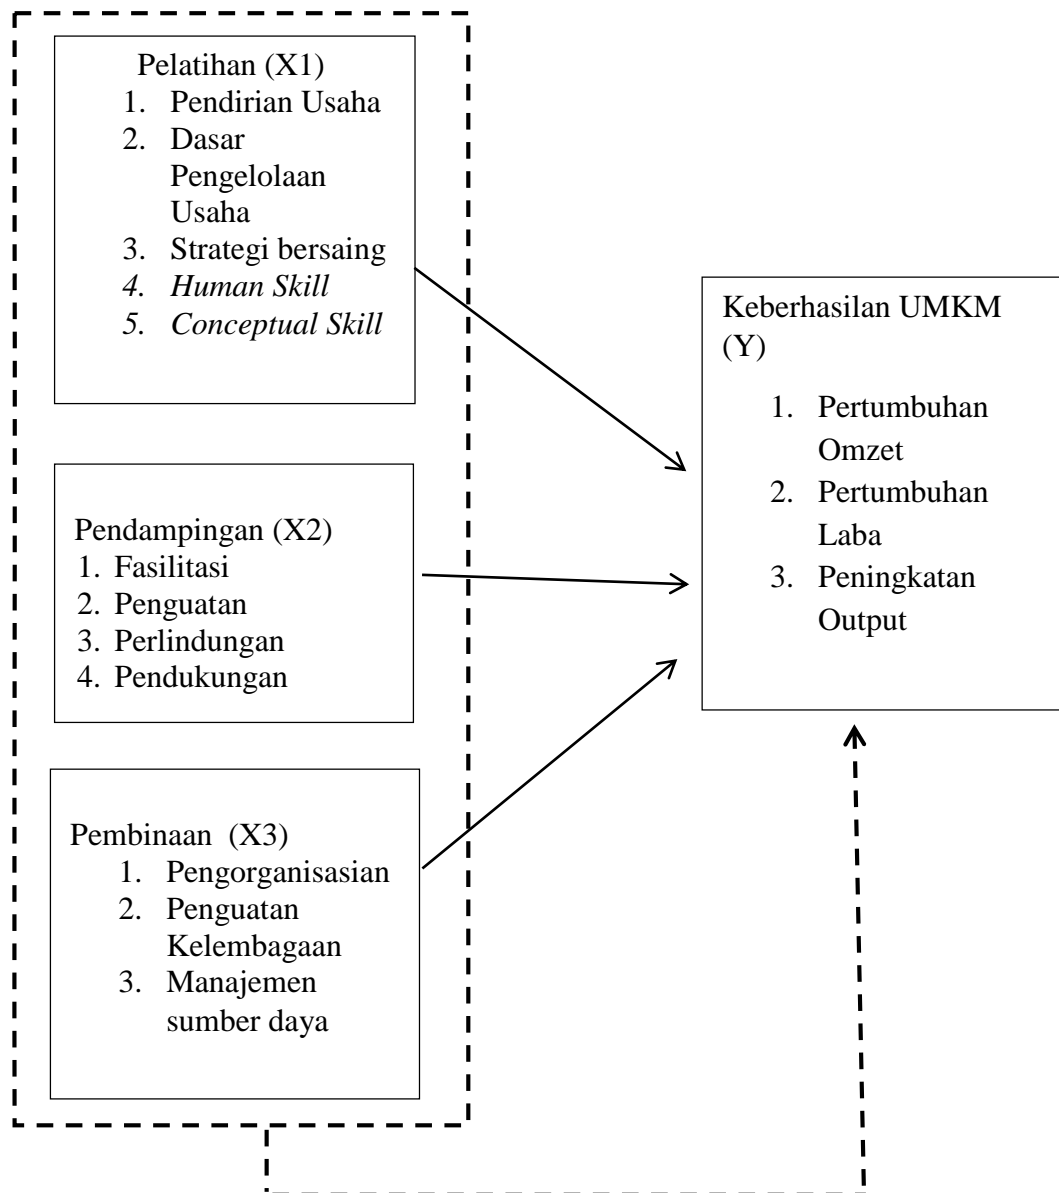 Pelatihan (X1)
1. Pendirian Usaha
2. Dasar
Pengelolaan
Usaha
3. Strategi bersaing
4. Human Skill
5. Conceptual Skill
Pendampingan (X2)
1. Fasilitasi
2. Penguatan
3. Perlindungan
4. Pendukungan
Pembinaan (X3)
1. Pengorganisasian
2. Penguatan
Kelembagaan
3. Manajemen
sumber daya
Keberhasilan UMKM
(Y)
1. Pertumbuhan
Omzet
2. Pertumbuhan
Laba
3. Peningkatan
Output